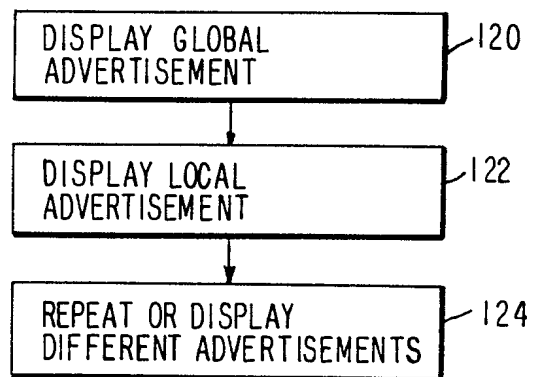 DISPLAY GLOBAL
ADVERTISEMENT
120
DISPLAY LOCAL
ADVERTISEMENT
122
REPEAT OR DISPLAY
DIFFERENT ADVERTISEMENTS
124